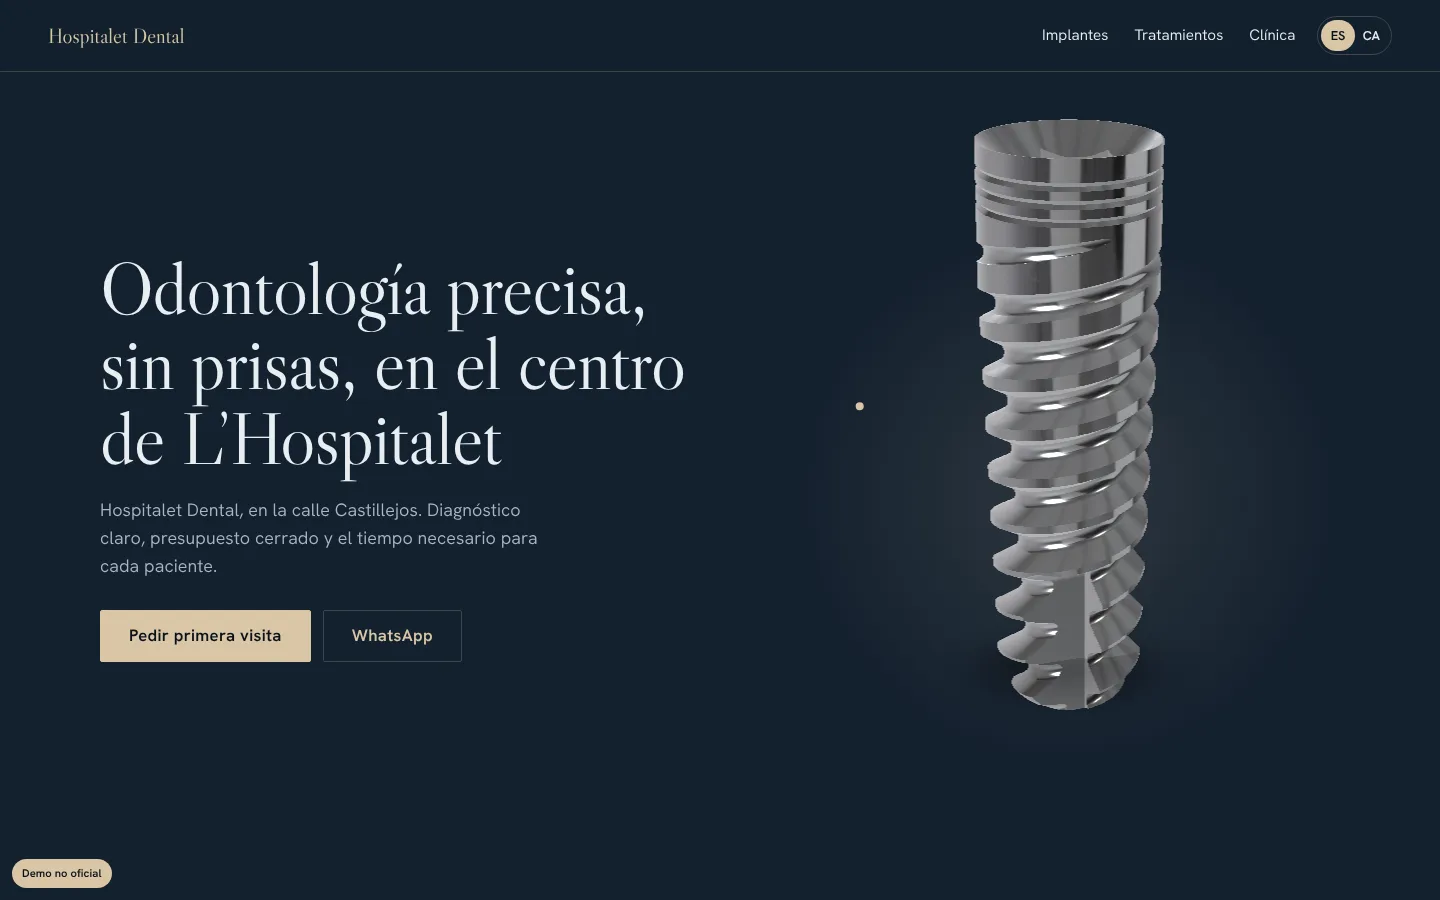 Hospitalet Dental
Implantes
Tratamientos
Clínica
ES
CA
Odontología precisa,
sin prisas, en el centro
de L’Hospitalet
Hospitalet Dental, en la calle Castillejos. Diagnóstico
claro, presupuesto cerrado y el tiempo necesario para
cada paciente.
Pedir primera visita
WhatsApp
Demo no oficial